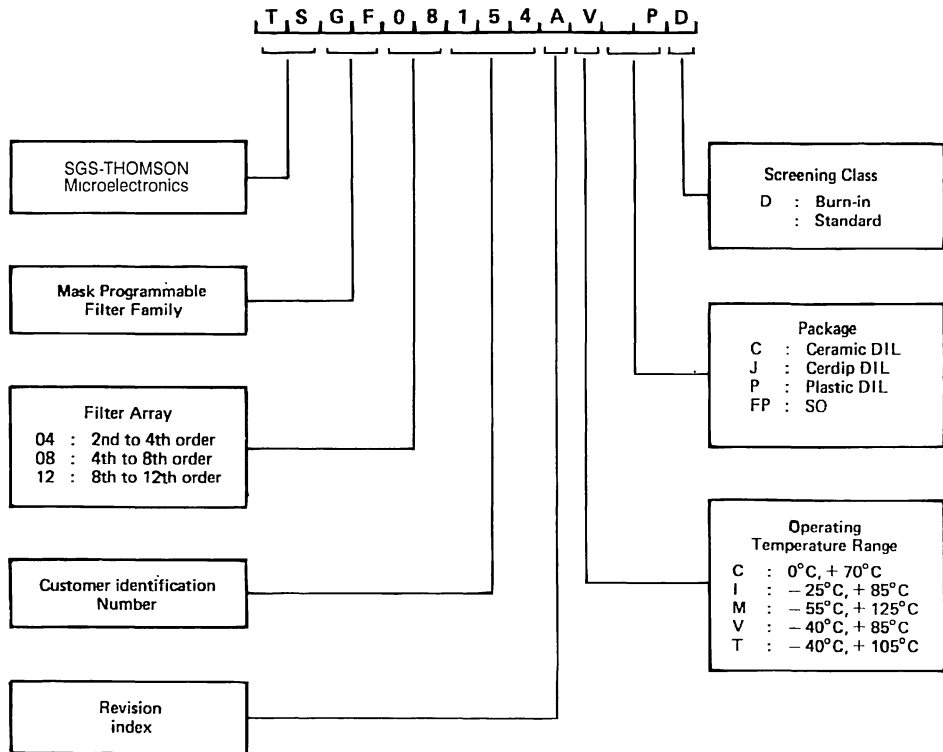 T S G F 0 8 1 5 4 A V P D
SGS-THOMSON
Microelectronics
Mask Programmable
Filter Family
Filter Array
04 : 2nd to 4th order
08 : 4th to 8th order
12 : 8th to 12th order
Customer identification
Number
Revision
index
Screening Class
D : Burn-in
: Standard
Package
C : Ceramic DIL
J : Cerdip DIL
P : Plastic DIL
FP : SO
Operating
Temperature Range
C : 0°C, + 70°C
I : – 25°C, + 85°C
M : – 55°C, + 125°C
V : – 40°C, + 85°C
T : – 40°C, + 105°C